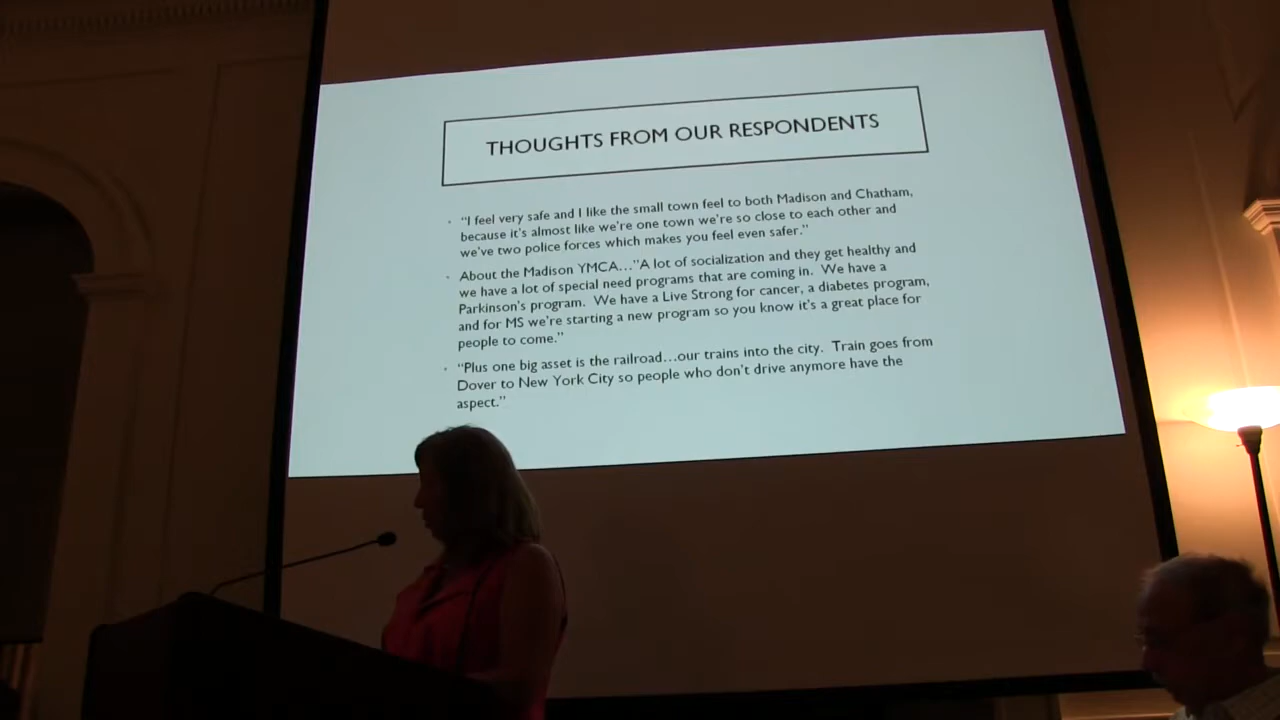 THOUGHTS FROM OUR RESPONDENTS
• “I feel very safe and I like the small town feel to both Madison and Chatham,
because it’s almost like we’re one town we’re so close to each other and
we’ve two police forces which makes you feel even safer.”
• About the Madison YMCA…”A lot of socialization and they get healthy and
we have a lot of special need programs that are coming in. We have a
Parkinson’s program. We have a Live Strong for cancer, a diabetes program,
and for MS we’re starting a new program so you know it’s a great place for
people to come.”
• “Plus one big asset is the railroad…our trains into the city. Train goes from
Dover to New York City so people who don’t drive anymore have the
aspect.”